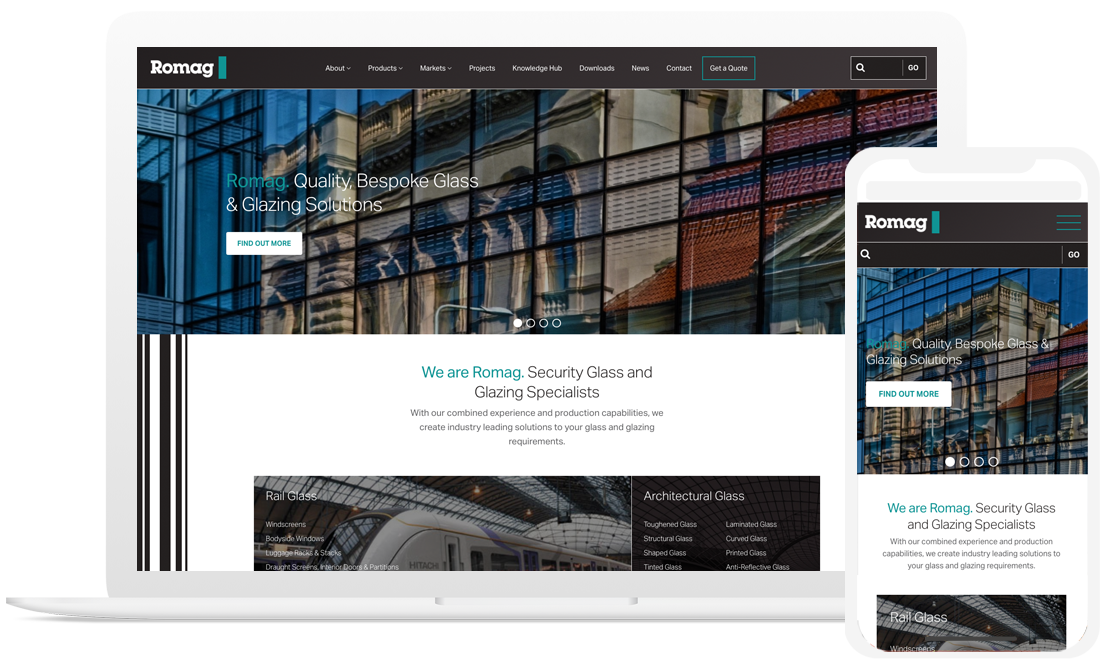 Romag
About
Products
Markets
Projects
Knowledge Hub
Downloads
News
Contact
Get a Quote
GO
Romag. Quality, Bespoke Glass
& Glazing Solutions
FIND OUT MORE
We are Romag. Security Glass and
Glazing Specialists
With our combined experience and production capabilities, we
create industry leading solutions to your glass and glazing
requirements.
Rail Glass
Windscreens
Bodyside Windows
Luggage Racks & Stacks
Draught Screens, Interior Doors & Partitions
HITACHI
Architectural Glass
Toughened Glass
Laminated Glass
Structural Glass
Curved Glass
Shaped Glass
Printed Glass
Tinted Glass
Anti-Reflective Glass
Romag
GO
Romag. Quality, Bespoke Glass &
Glazing Solutions
FIND OUT MORE
We are Romag. Security Glass
and Glazing Specialists
With our combined experience and production
capabilities, we create industry leading solutions to
your glass and glazing requirements.
Rail Glass
Windscreens